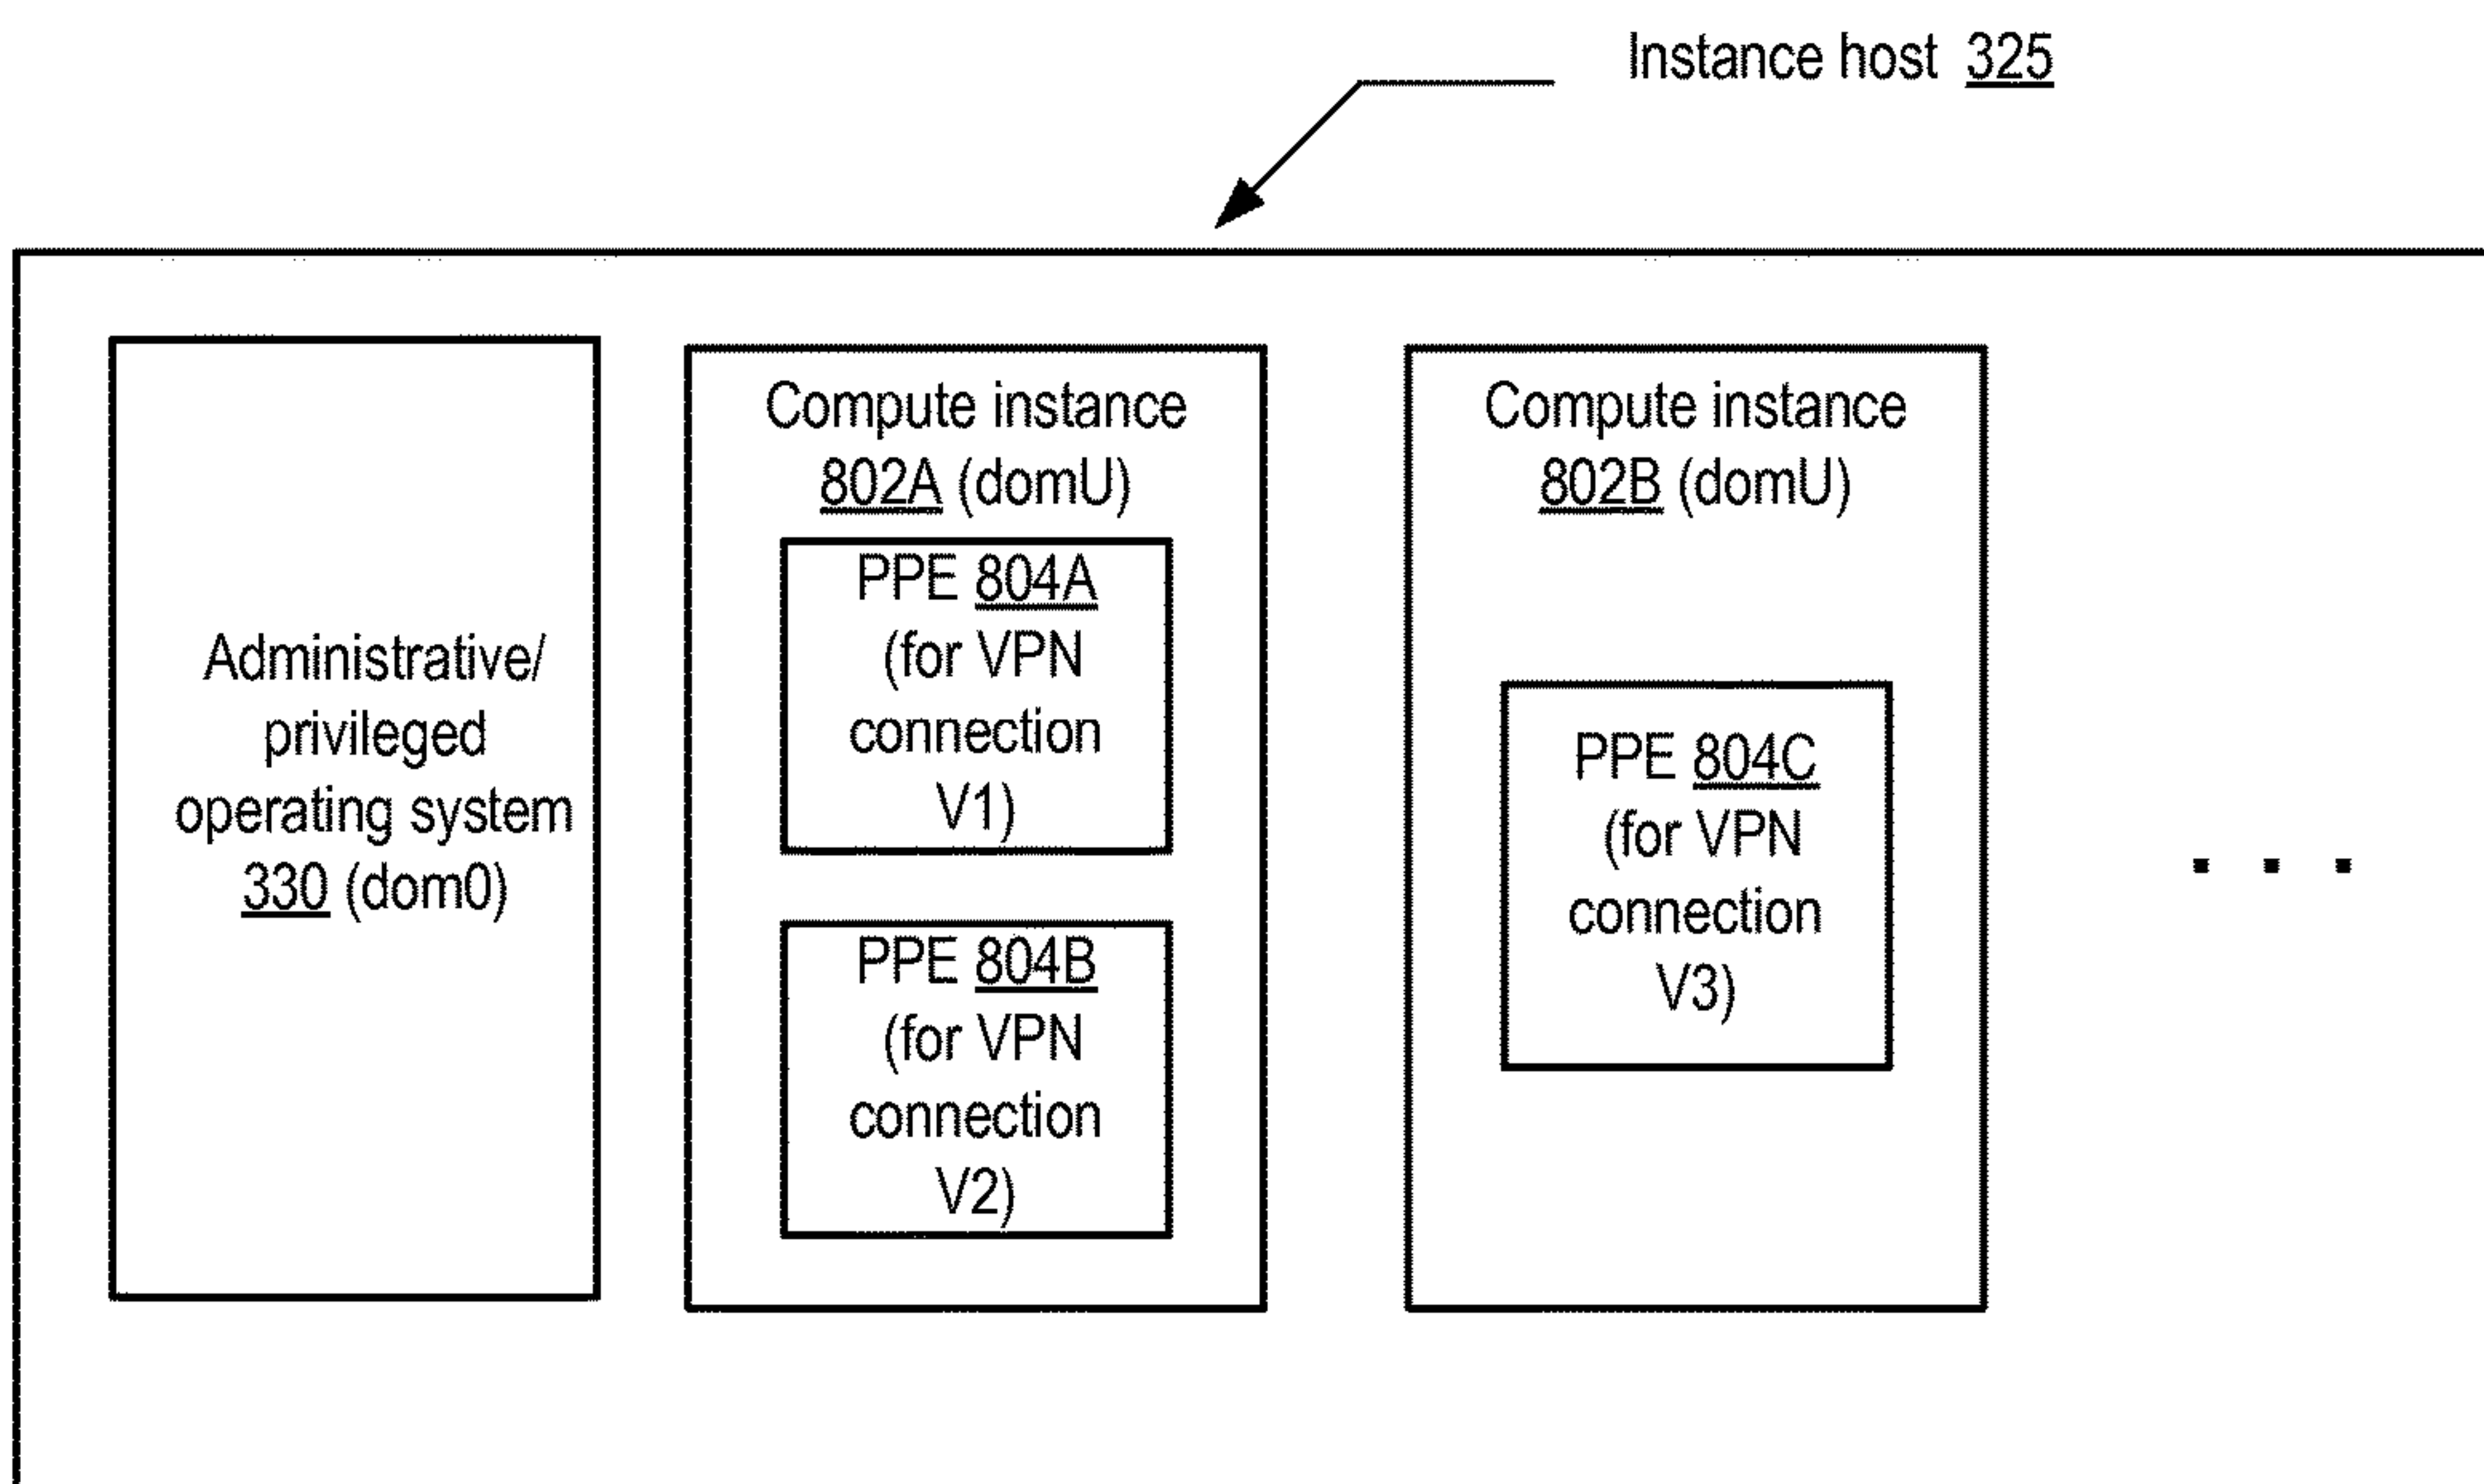 Instance host 325
Administrative/
privileged
operating system
330 (dom0)
Compute instance
802A (domU)
PPE 804A
(for VPN
connection
V1)
PPE 804B
(for VPN
connection
V2)
Compute instance
802B (domU)
PPE 804C
(for VPN
connection
V3)
. . .